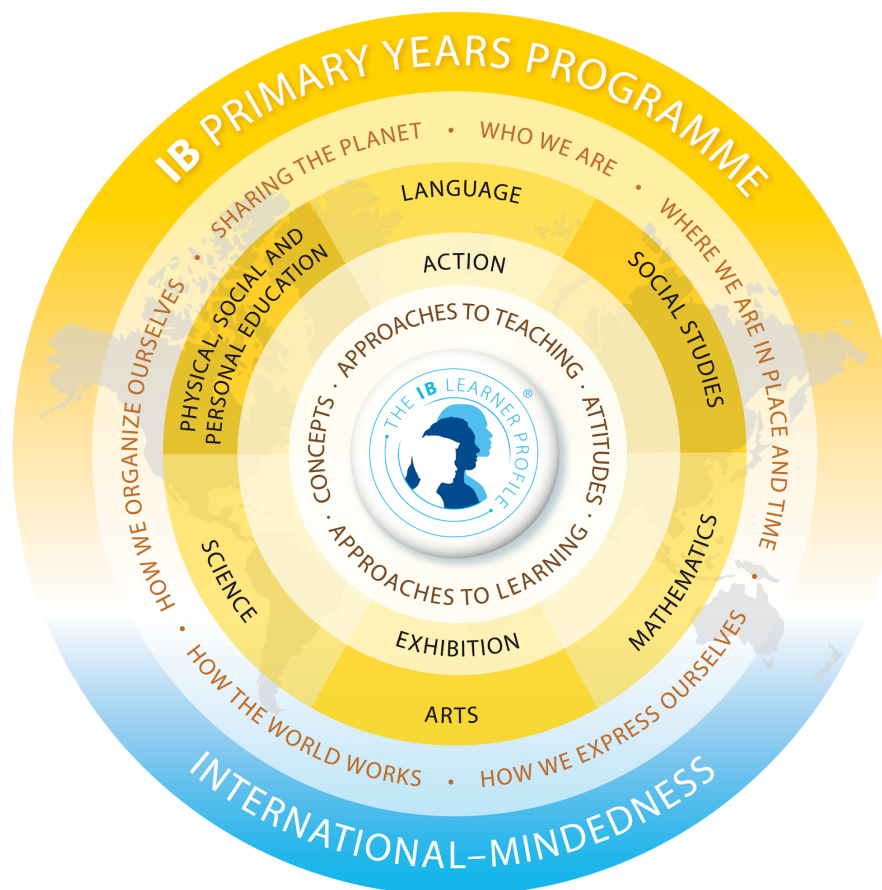 IB PRIMARY YEARS PROGRAMME
SHARING THE PLANET • WHO WE ARE • WHERE WE ARE IN PLACE AND TIME • HOW WE EXPRESS OURSELVES • HOW THE WORLD WORKS • HOW WE ORGANIZE OURSELVES •
LANGUAGE
SOCIAL STUDIES
MATHEMATICS
ARTS
SCIENCE
PHYSICAL, SOCIAL AND
PERSONAL EDUCATION
ACTION
EXHIBITION
APPROACHES TO TEACHING · ATTITUDES · APPROACHES TO LEARNING · CONCEPTS ·
THE IB LEARNER PROFILE ®
INTERNATIONAL–MINDEDNESS